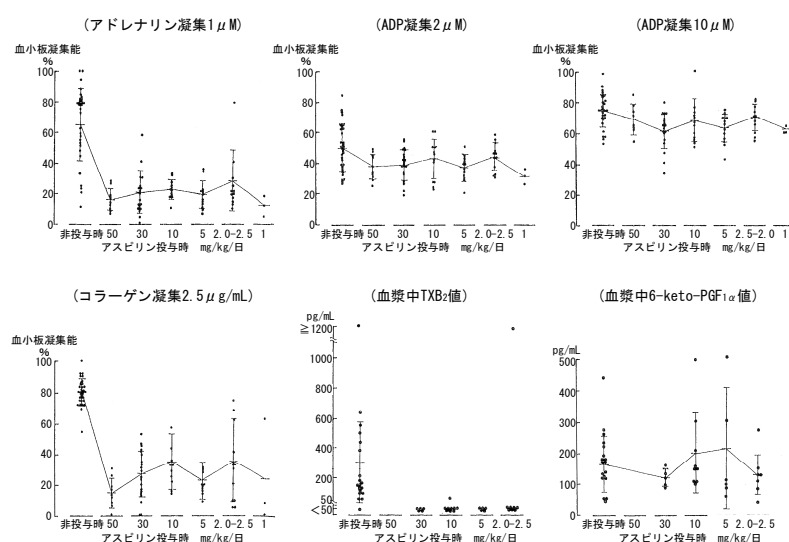 (アドレナリン凝集1μM)
血小板凝集能
%
100
80
60
40
20
0
非投与時 50 30 10 5 2.0-2.5 1
アスピリン投与時 mg/kg/日
(ADP凝集2μM)
血小板凝集能
%
100
80
60
40
20
0
非投与時 50 30 10 5 2.0-2.5 1
アスピリン投与時 mg/kg/日
(ADP凝集10μM)
血小板凝集能
%
100
80
60
40
20
0
非投与時 50 30 10 5 2.5-2.0 1
アスピリン投与時 mg/kg/日
(コラーゲン凝集2.5μg/mL)
血小板凝集能
%
100
80
60
40
20
0
非投与時 50 30 10 5 2.0-2.5 1
アスピリン投与時 mg/kg/日
(血漿中TXB₂値)
pg/mL
≧1200
1000
800
600
400
200
50
<50
非投与時 50 30 10 5 2.0-2.5
アスピリン投与時 mg/kg/日
(血漿中6-keto-PGF₁α値)
pg/mL
500
400
300
200
100
0
非投与時 50 30 10 5 2.0-2.5
アスピリン投与時 mg/kg/日